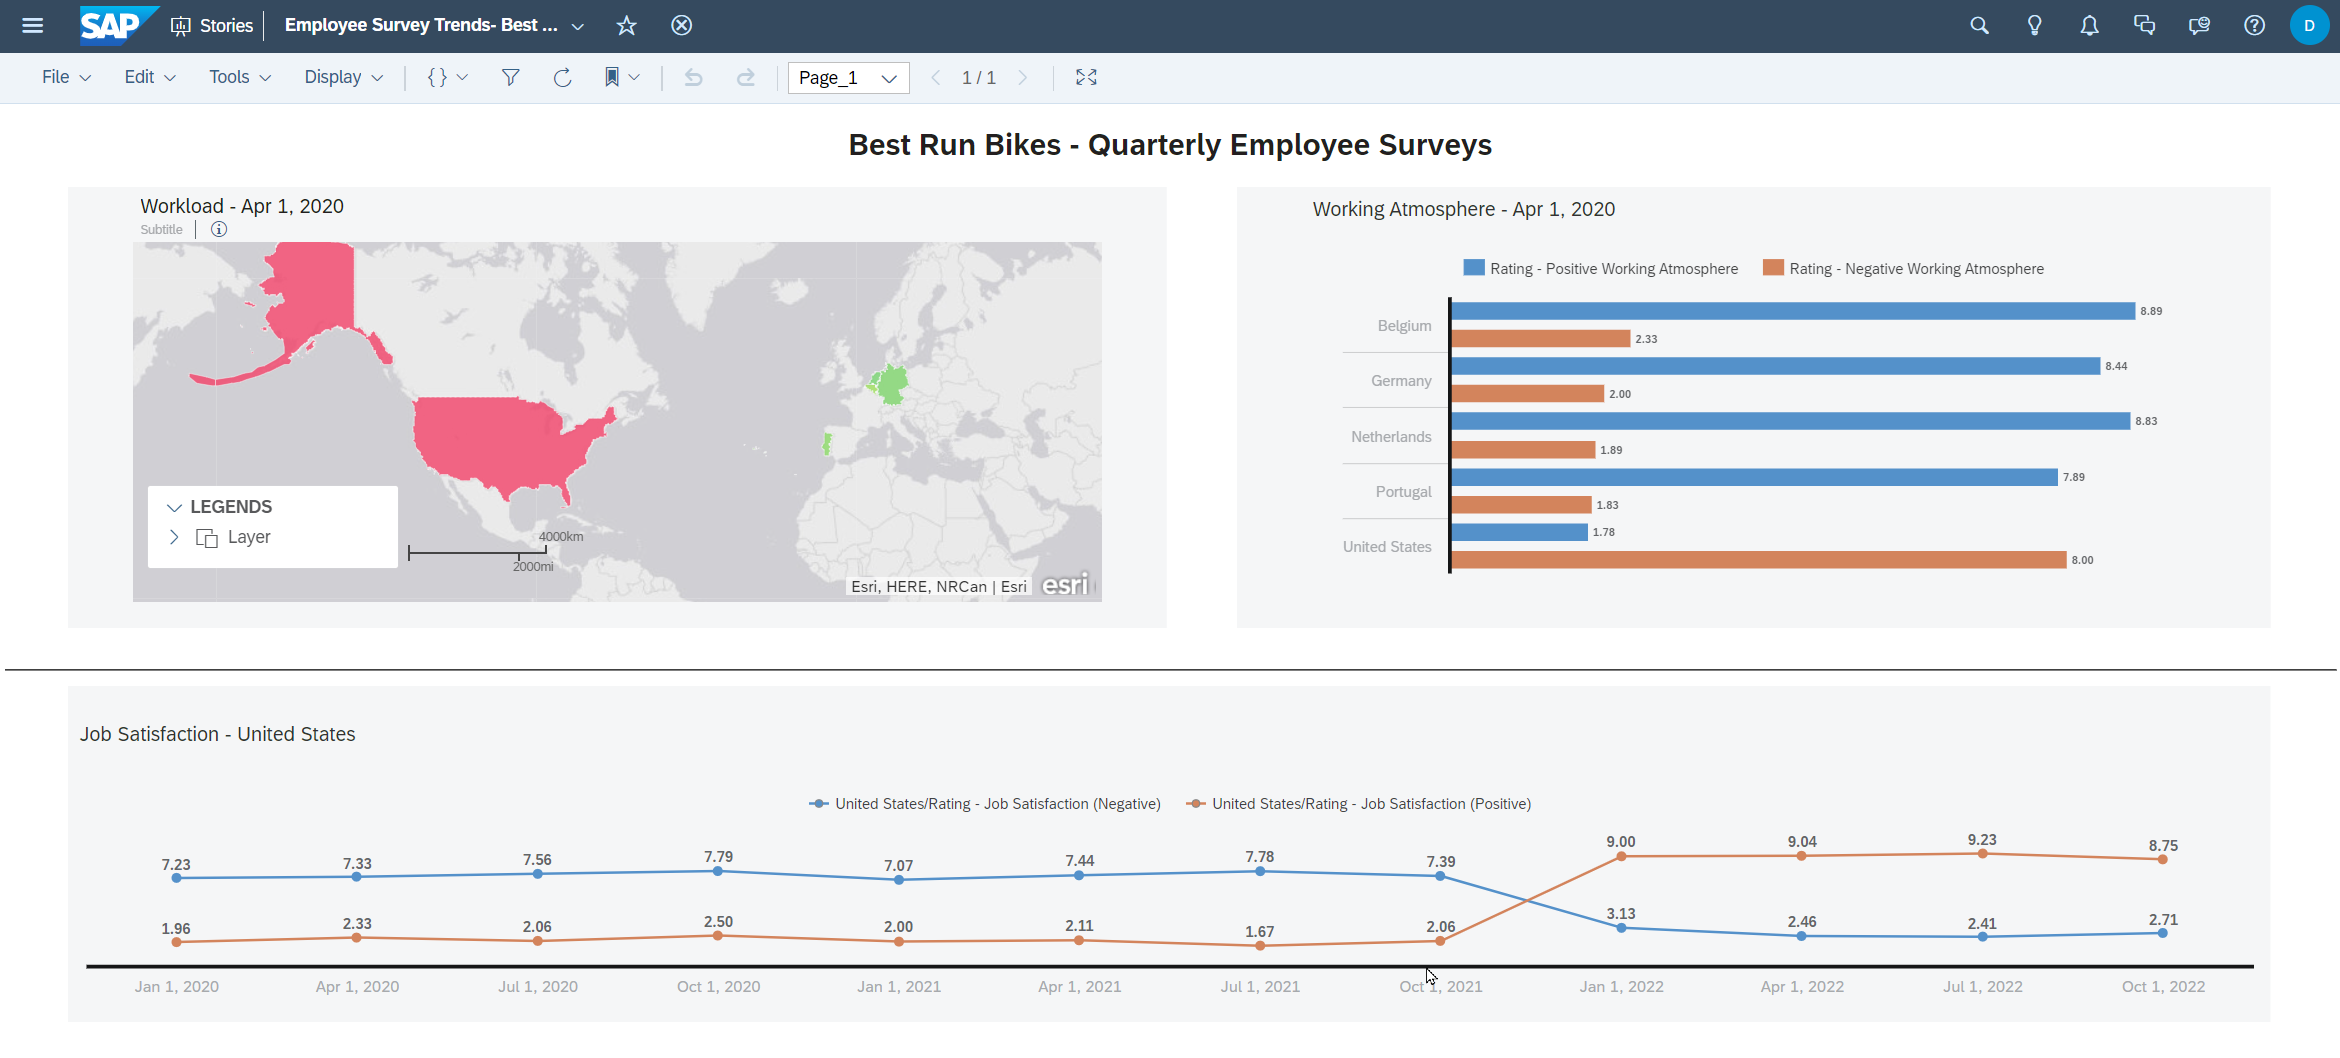 SAP Stories Employee Survey Trends- Best ... D
File Edit Tools Display { } Page_1 1 / 1
Best Run Bikes - Quarterly Employee Surveys
Workload - Apr 1, 2020
Subtitle
LEGENDS
Layer
4000km
2000mi
Esri, HERE, NRCan | Esri esri
Working Atmosphere - Apr 1, 2020
Rating - Positive Working Atmosphere Rating - Negative Working Atmosphere
8.89
Belgium
2.33
8.44
Germany
2.00
8.83
Netherlands
1.89
7.89
Portugal
1.83
1.78
United States
8.00
Job Satisfaction - United States
United States/Rating - Job Satisfaction (Negative) United States/Rating - Job Satisfaction (Positive)
7.23 7.33 7.56 7.79 7.07 7.44 7.78 7.39 9.00 9.04 9.23 8.75
1.96 2.33 2.06 2.50 2.00 2.11 1.67 2.06 3.13 2.46 2.41 2.71
Jan 1, 2020 Apr 1, 2020 Jul 1, 2020 Oct 1, 2020 Jan 1, 2021 Apr 1, 2021 Jul 1, 2021 Oct 1, 2021 Jan 1, 2022 Apr 1, 2022 Jul 1, 2022 Oct 1, 2022